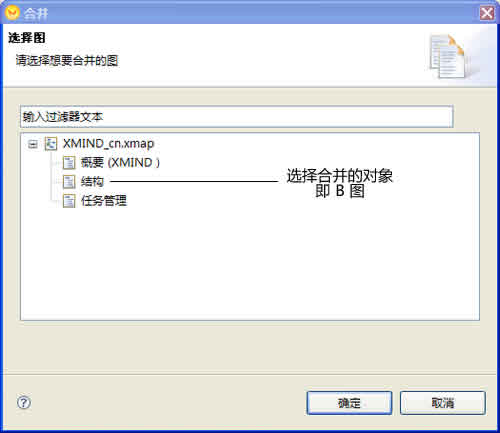 合并
选择图
请选择想要合并的图
输入过滤器文本
XMIND_cn.xmap
概要 (XMIND )
结构
选择合并的对象
即 B 图
任务管理
?
确定
取消